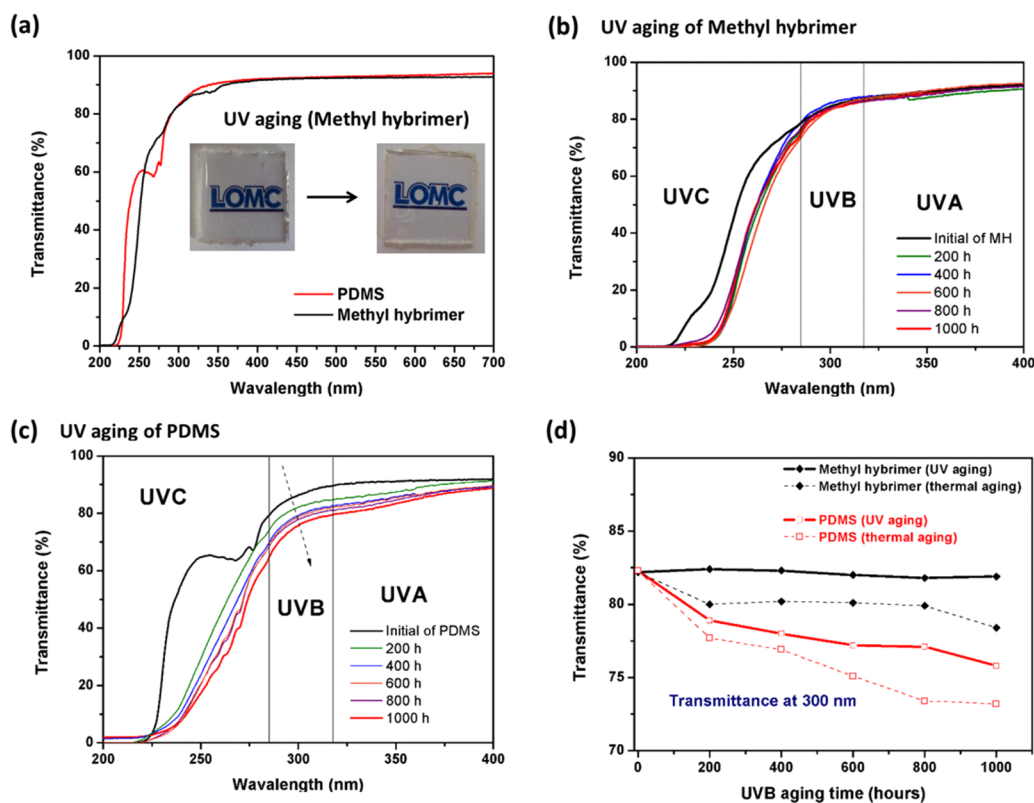 (a)
100
80
60
40
20
0
200 250 300 350 400 450 500 550 600 650 700
Transmittance (%)
Wavelength (nm)
UV aging (Methyl hybrimer)
LOMC
LOMC
PDMS
Methyl hybrimer
(b) UV aging of Methyl hybrimer
100
80
60
40
20
0
200 250 300 350 400
Transmittance (%)
Wavelength (nm)
UVC
UVB
UVA
Initial of MH
200 h
400 h
600 h
800 h
1000 h
(c) UV aging of PDMS
100
80
60
40
20
0
200 250 300 350 400
Transmittance (%)
Wavelength (nm)
UVC
UVB
UVA
Initial of PDMS
200 h
400 h
600 h
800 h
1000 h
(d)
90
85
80
75
70
0 200 400 600 800 1000
Transmittance (%)
UVB aging time (hours)
Methyl hybrimer (UV aging)
Methyl hybrimer (thermal aging)
PDMS (UV aging)
PDMS (thermal aging)
Transmittance at 300 nm